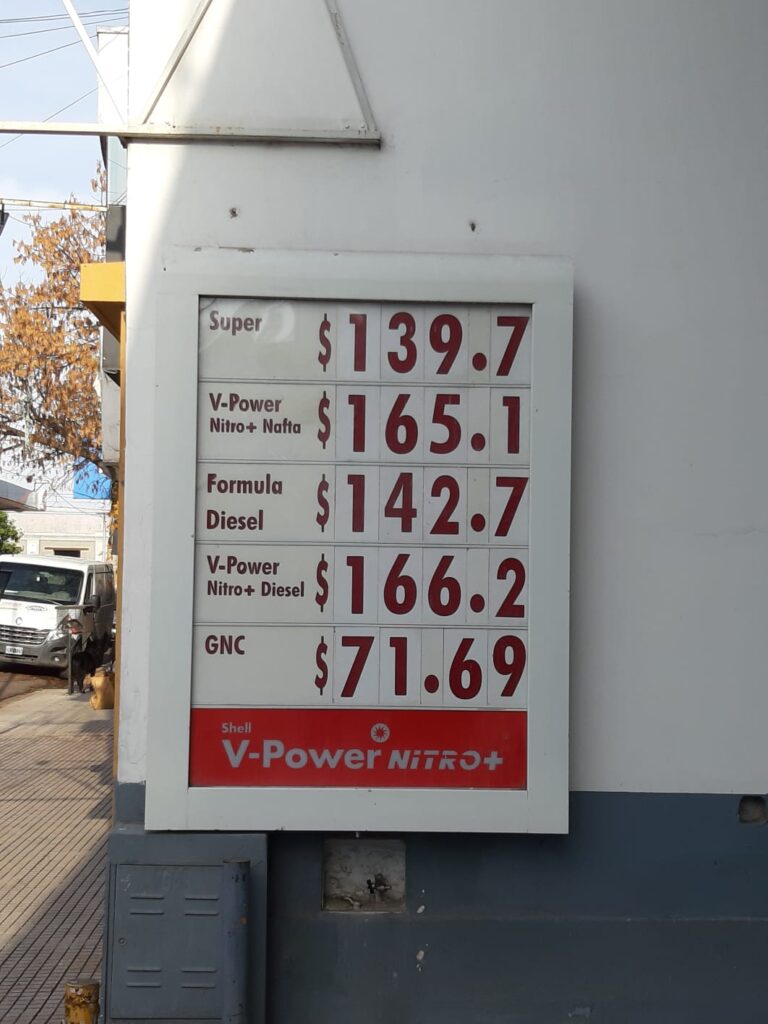 Super $139.7
V-Power
Nitro+ Nafta $165.1
Formula
Diesel $142.7
V-Power
Nitro+ Diesel $166.2
GNC $71.69
Shell
V-Power NiTRO+